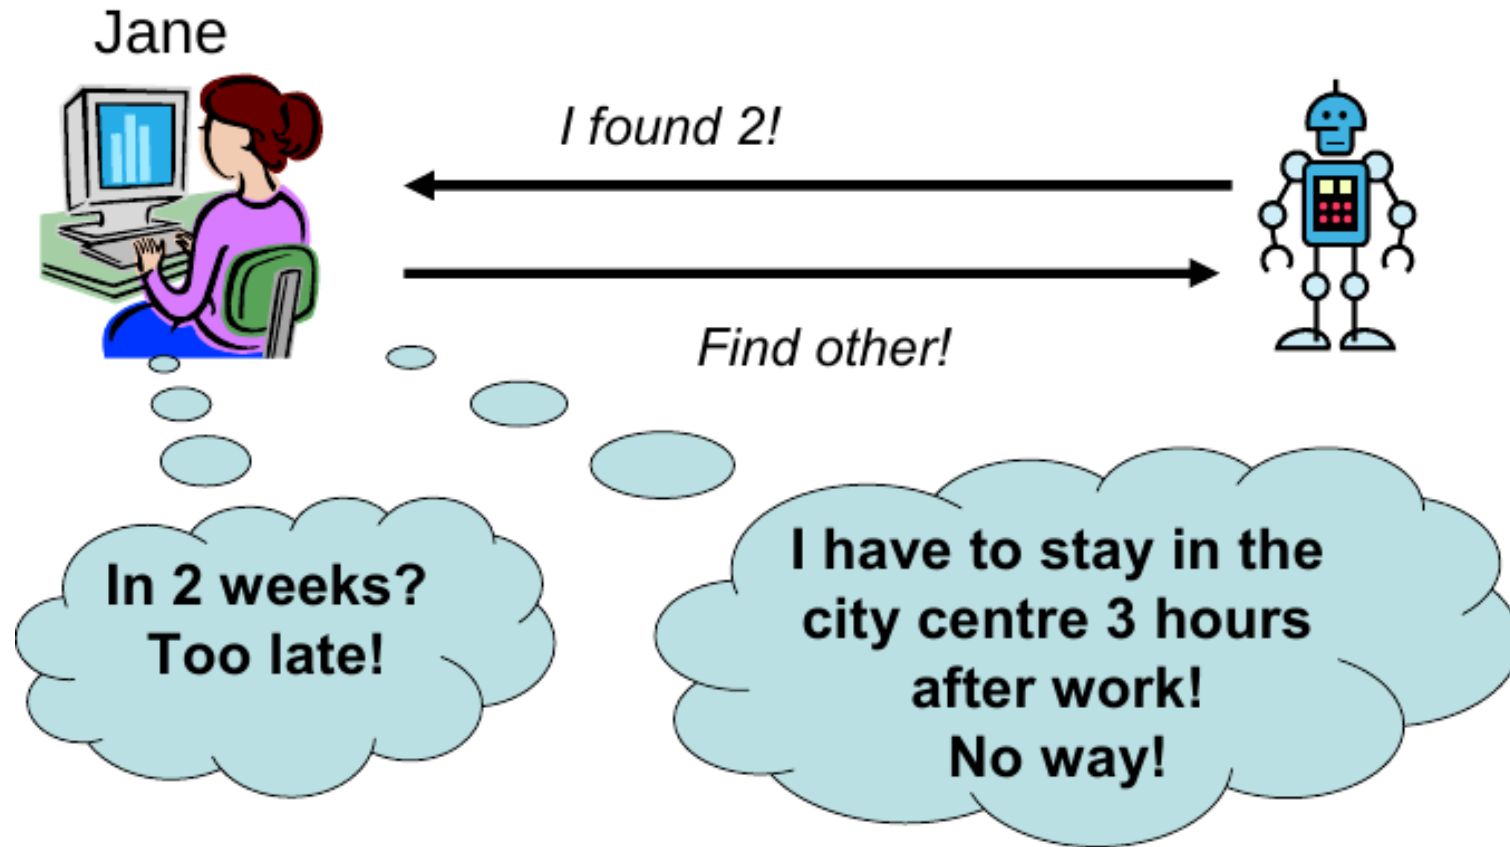 Jane
I found 2!
Find other!
In 2 weeks?
Too late!
I have to stay in the
city centre 3 hours
after work!
No way!